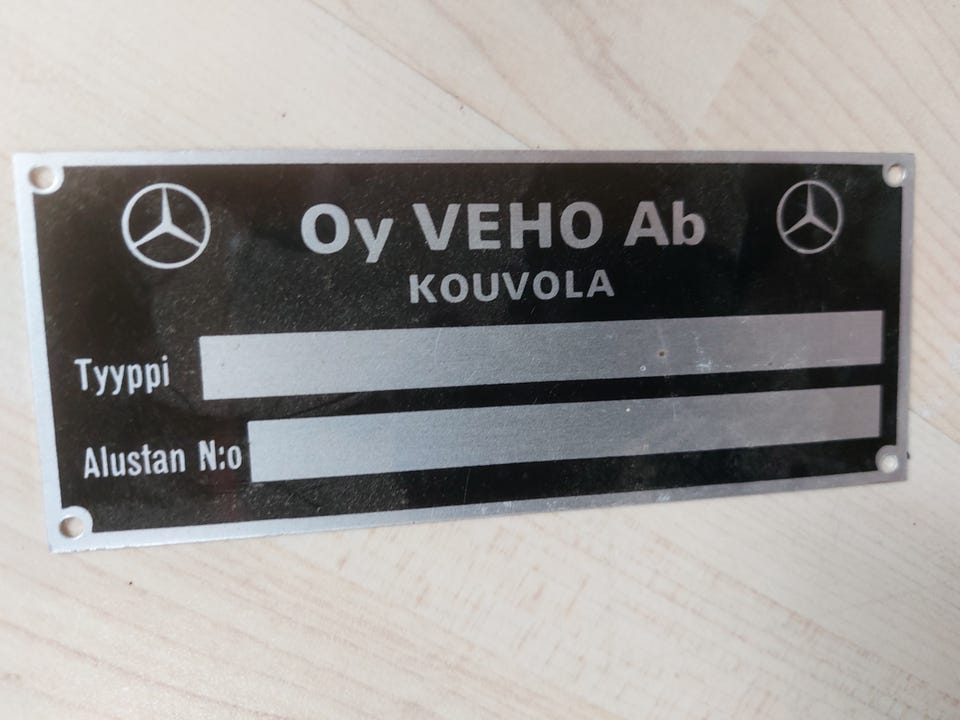 Oy VEHO Ab
KOUVOLA
Tyyppi
Alustan N:o